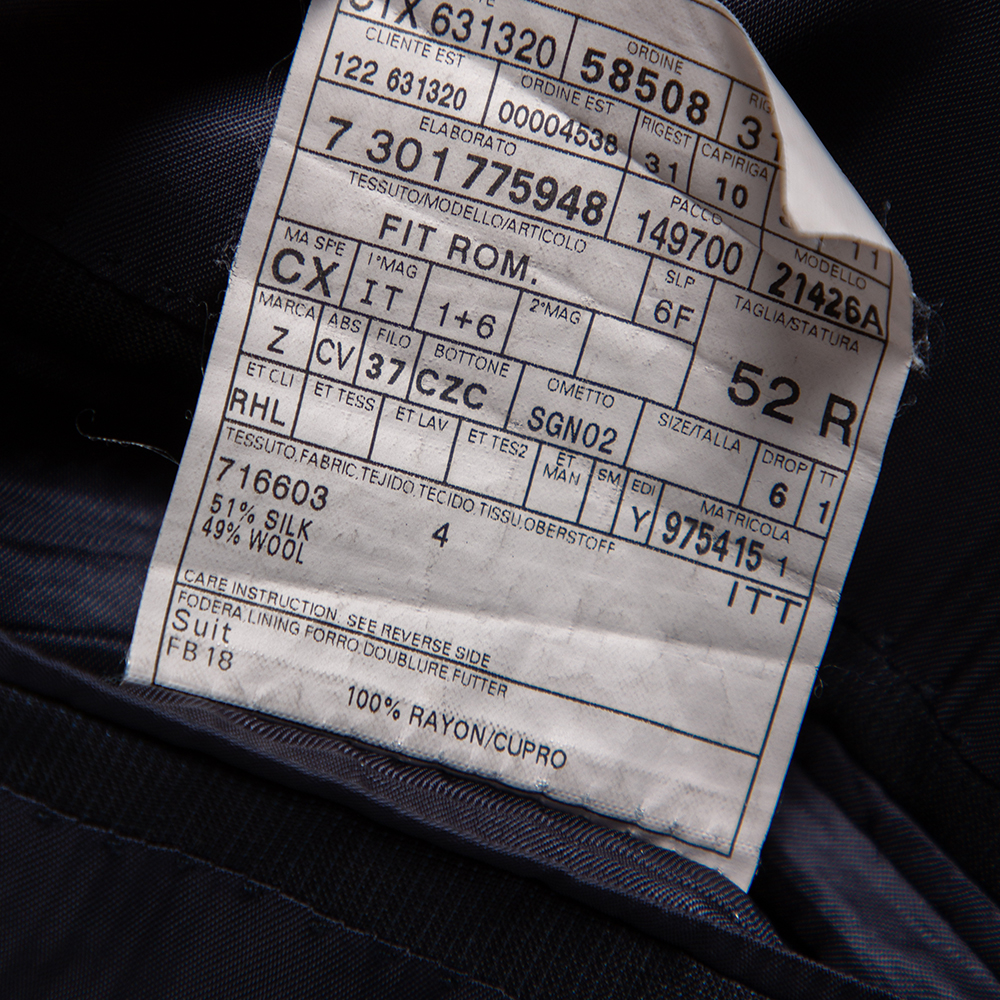 631320
ORDINE
58508
CLIENTE EST
122 631320
ORDINE EST
00004538
RIGEST
31
CAPIRIGA
10
ELABORATO
7 301775948
PACCO
149700
MODELLO
21426A
TESSUTO/MODELLO/ARTICOLO
FIT ROM.
SLP
6F
TAGLIA/STATURA
52 R
MA SPE
CX
1°MAG
IT
1+6
2°MAG
MARCA
Z
ABS
CV
FILO
37
BOTTONE
CZC
OMETTO
SGN02
SIZE/TALLA
DROP
6
TT
1
ET CLI
RHL
ET TESS
ET LAV
ET TES2
ET MAN
SM
EDI
Y
MATRICOLA
975415 1
TESSUTO,FABRIC,TEJIDO,TECIDO,TISSU,OBERSTOFF
716603
51% SILK
49% WOOL
4
ITT
CARE INSTRUCTION. SEE REVERSE SIDE
FODERA,LINING FORRO,DOUBLURE,FUTTER
Suit
FB18
100% RAYON/CUPRO